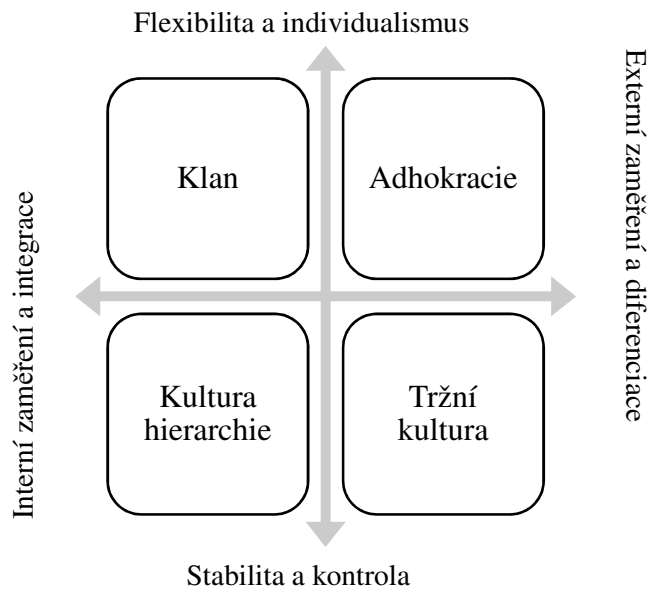 Flexibilita a individualismus
Externí zaměření a diferenciace
Klan
Adhokracie
Interní zaměření a integrace
Kultura
hierarchie
Tržní
kultura
Stabilita a kontrola